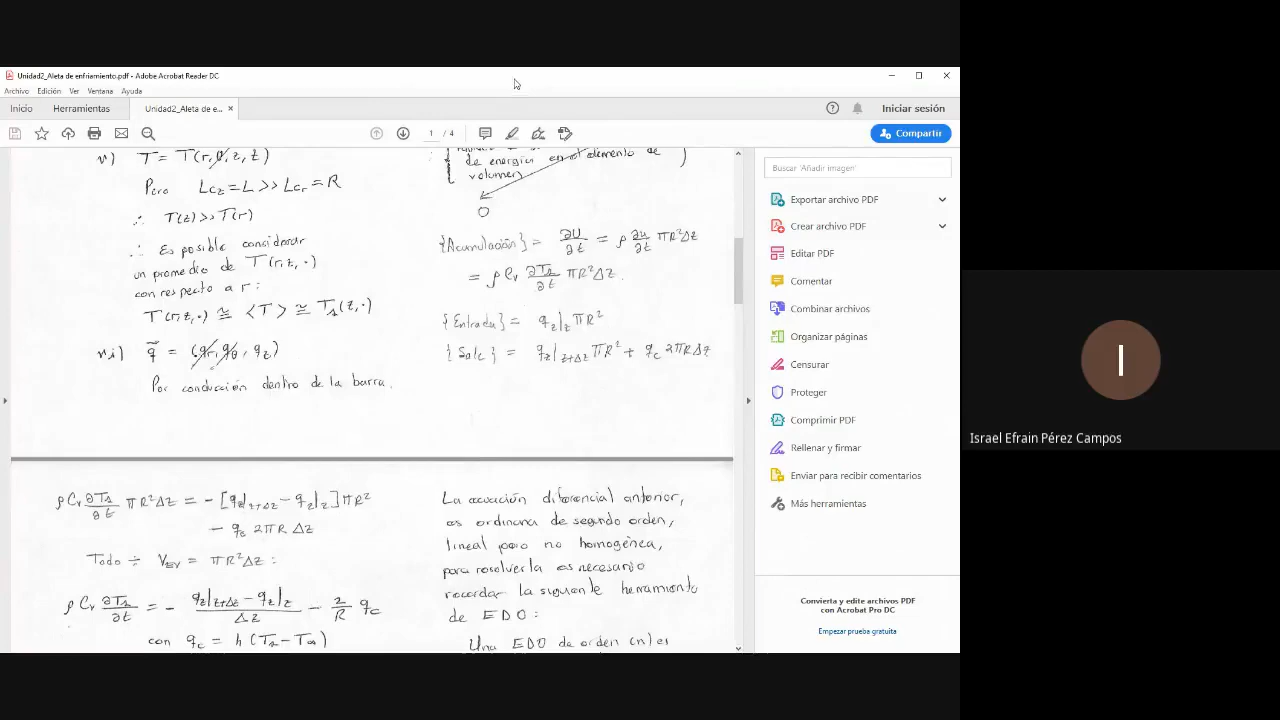 Unidad2_Aleta de enfriamiento.pdf - Adobe Acrobat Reader DC
Archivo Edición Ver Ventana Ayuda
Inicio Herramientas Unidad2_Aleta de e... × Iniciar sesión
1 / 4 Compartir
v) T = T(r, θ, z, t)
Pero Lcz = L >> Lcr = R
∴ T(z) >> T(r)
∴ Es posible considerar
un promedio de T(r,z,·)
con respecto a r:
T(r,z,·) ≅ <T> ≅ Ts(z,·)
vi) q̃ = (qr, qθ, qz)
Por conducción dentro de la barra.
de energía en el elemento de
volumen
0
{Acumulación} = ∂U/∂t = ρ ∂u/∂t πR²Δz
= ρ Cv ∂Ts/∂t πR²Δz.
{Entrada} = qz|z πR²
{Sale} = qz|z+Δz πR² + qc 2πRΔz
ρ Cv ∂Ts/∂t πR²Δz = - [qz|z+Δz - qz|z] πR²
- qc 2πR Δz
Todo ÷ VEV = πR²Δz :
ρ Cv ∂Ts/∂t = - (qz|z+Δz - qz|z)/Δz - 2/R qc
con qc = h (Ts - T∞)
La ecuación diferencial anterior,
es ordinaria de segundo orden,
lineal pero no homogénea,
para resolverla es necesario
recordar la siguiente herramienta
de EDO:
Una EDO de orden (n) es
Buscar 'Añadir imagen'
Exportar archivo PDF
Crear archivo PDF
Editar PDF
Comentar
Combinar archivos
Organizar páginas
Censurar
Proteger
Comprimir PDF
Rellenar y firmar
Enviar para recibir comentarios
Más herramientas
Convierta y edite archivos PDF
con Acrobat Pro DC
Empezar prueba gratuita
I
Israel Efrain Pérez Campos